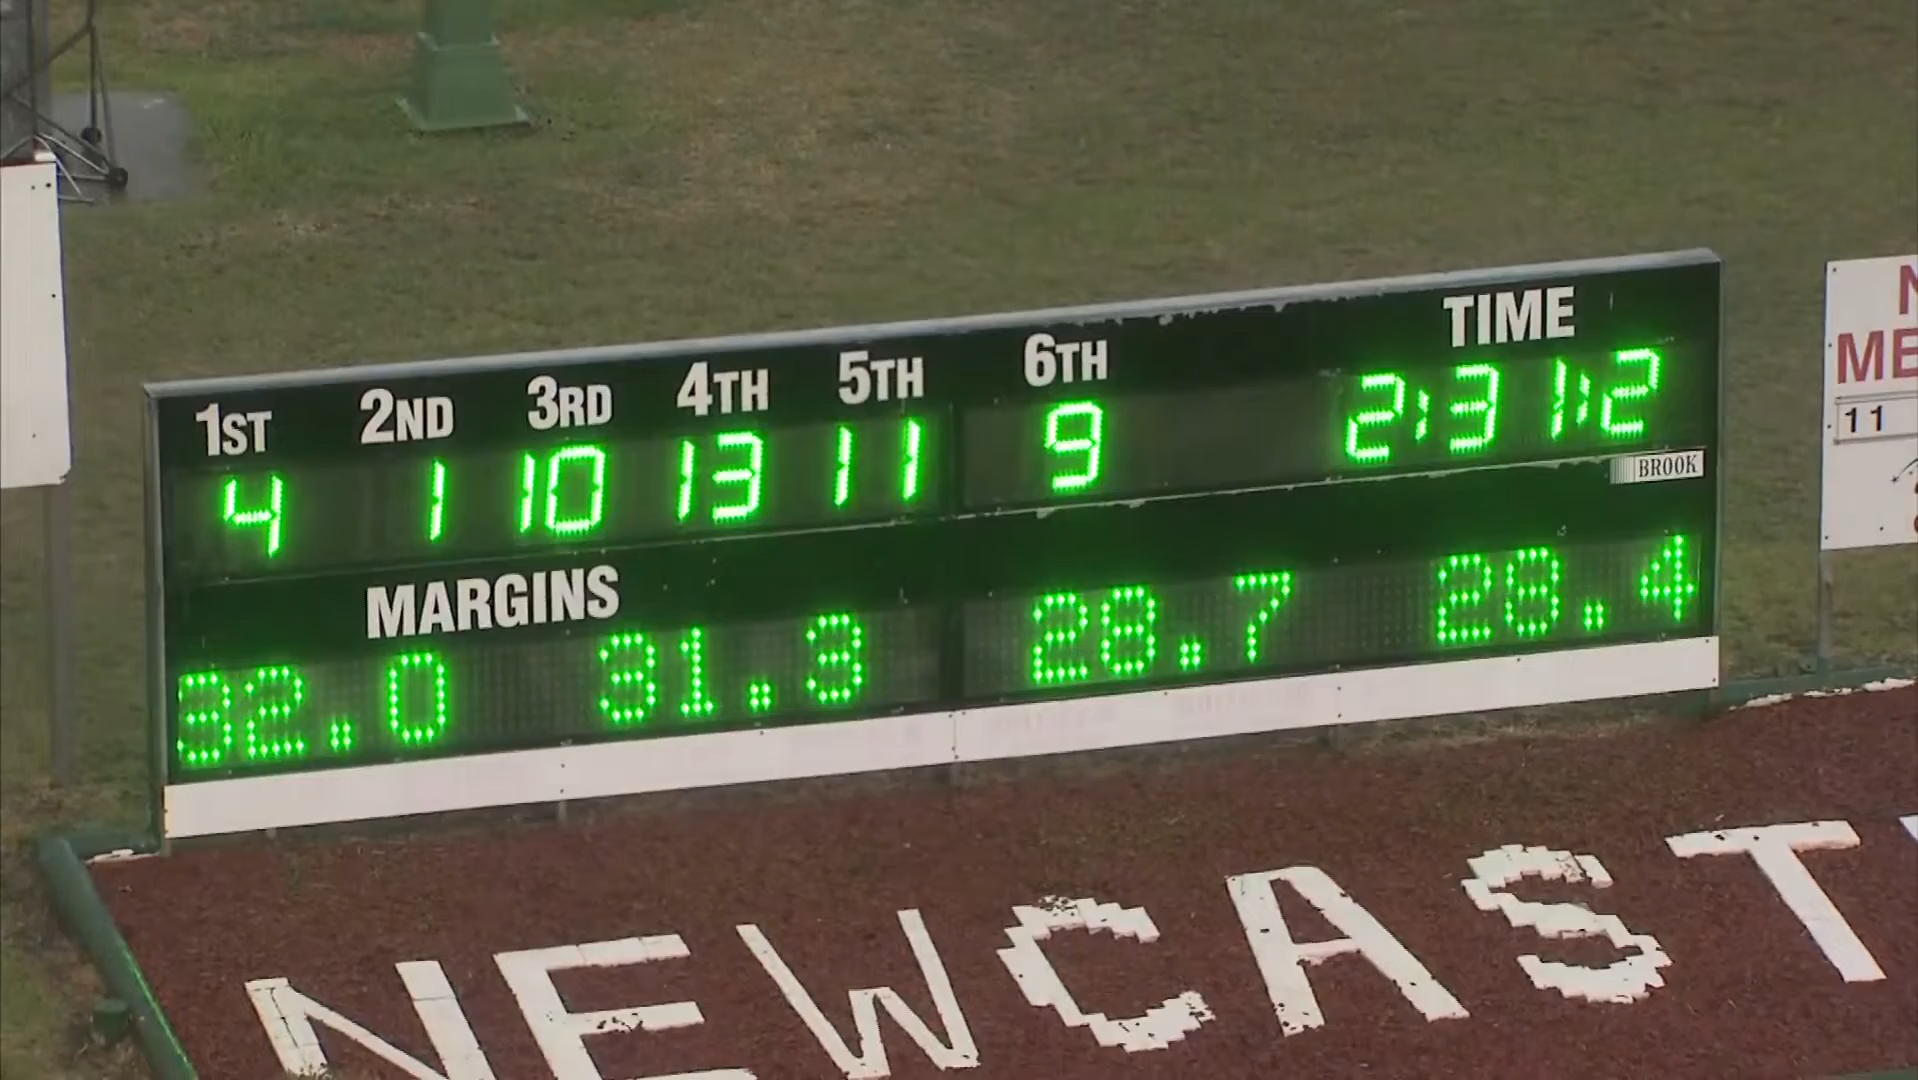 1ST 2ND 3RD 4TH 5TH 6TH TIME
4 1 10 13 11 9 2:31:2
BROOK
MARGINS
32.0 31.3 28.7 28.4
NEWCAST
N
ME
11